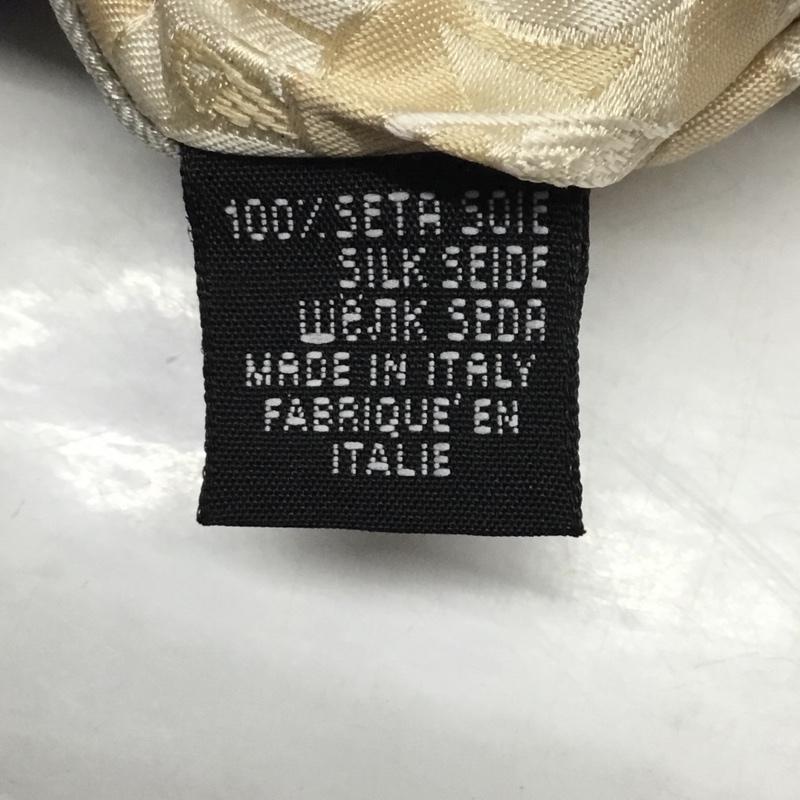 100% SETA SOIE
SILK SEIDE
ШЁЛК SEDA
MADE IN ITALY
FABRIQUE' EN
ITALIE